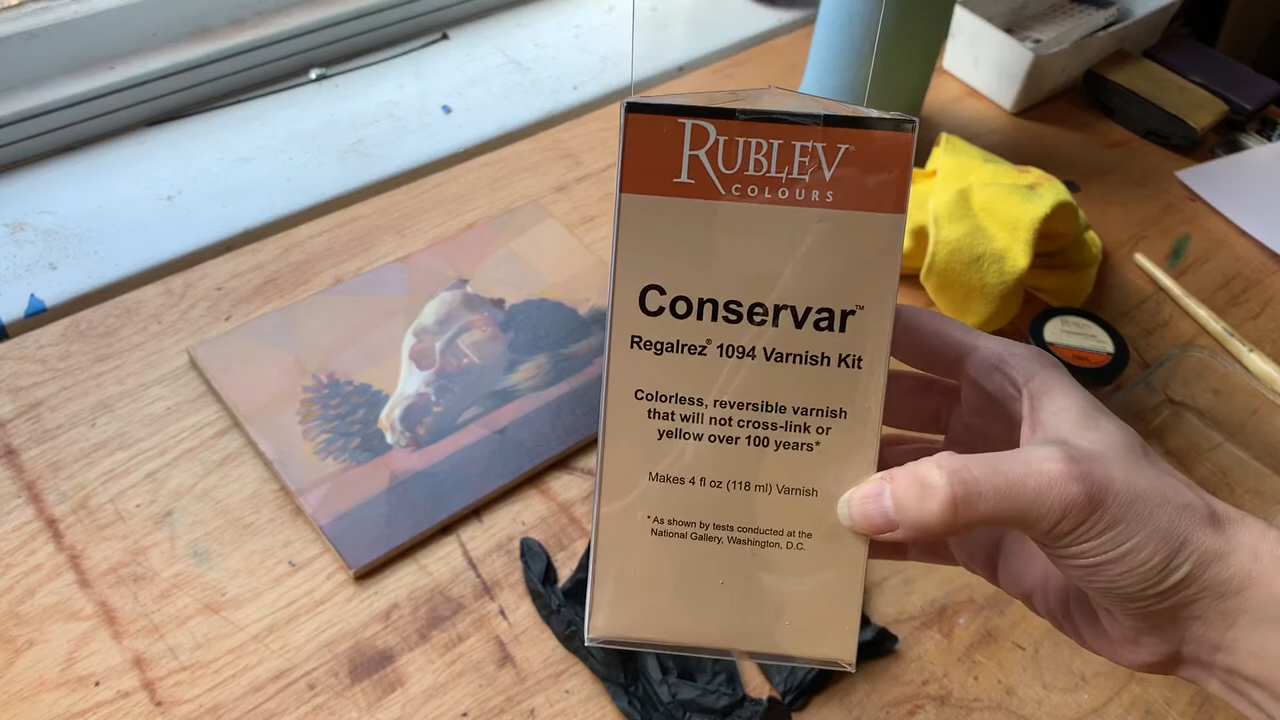 RUBLEV®
COLOURS
Conservar™
Regalrez® 1094 Varnish Kit
Colorless, reversible varnish
that will not cross-link or
yellow over 100 years*
Makes 4 fl oz (118 ml) Varnish
* As shown by tests conducted at the
National Gallery, Washington, D.C.
RUBLEV